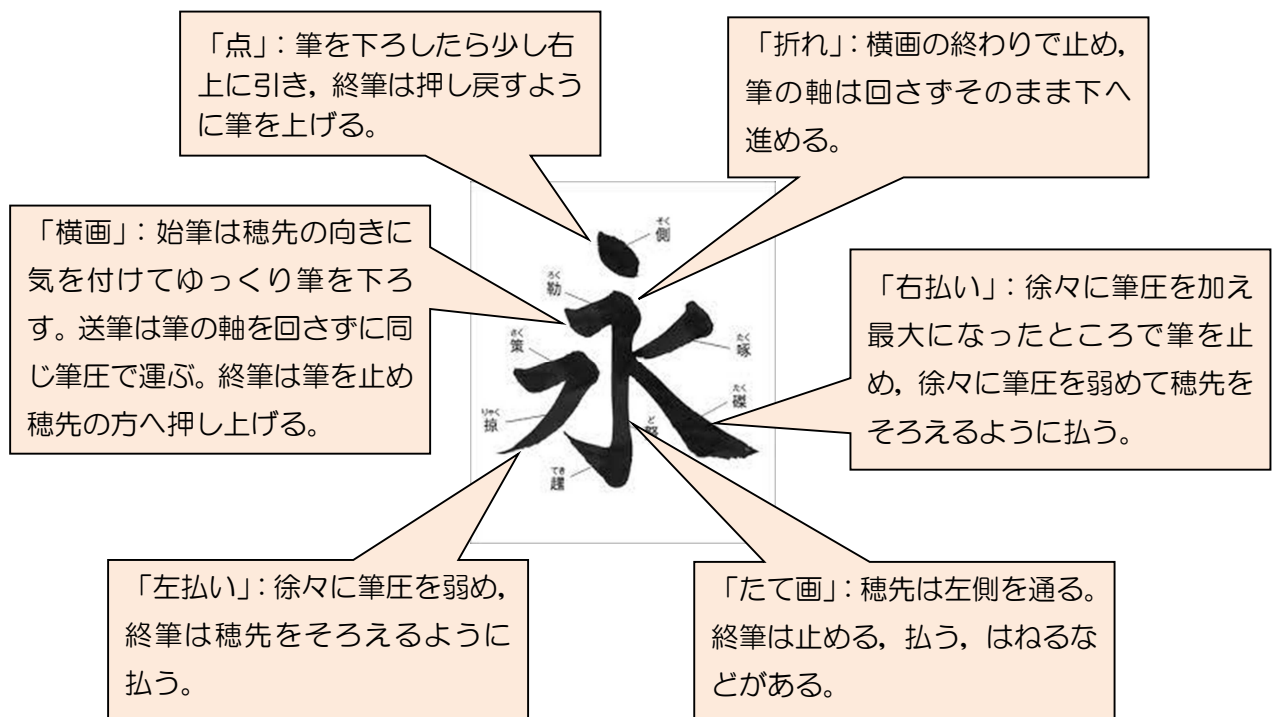 「点」：筆を下ろしたら少し右
上に引き，終筆は押し戻すよう
に筆を上げる。
「折れ」：横画の終わりで止め，
筆の軸は回さずそのまま下へ
進める。
「横画」：始筆は穂先の向きに
気を付けてゆっくり筆を下ろ
す。送筆は筆の軸を回さずに同
じ筆圧で運ぶ。終筆は筆を止め
穂先の方へ押し上げる。
そく
側
ろく
勒
さく
策
りゃく
掠
てき
趯
永
たく
啄
たく
磔
ど
「右払い」：徐々に筆圧を加え
最大になったところで筆を止
め，徐々に筆圧を弱めて穂先を
そろえるように払う。
「左払い」：徐々に筆圧を弱め，
終筆は穂先をそろえるように
払う。
「たて画」：穂先は左側を通る。
終筆は止める，払う，はねるな
どがある。